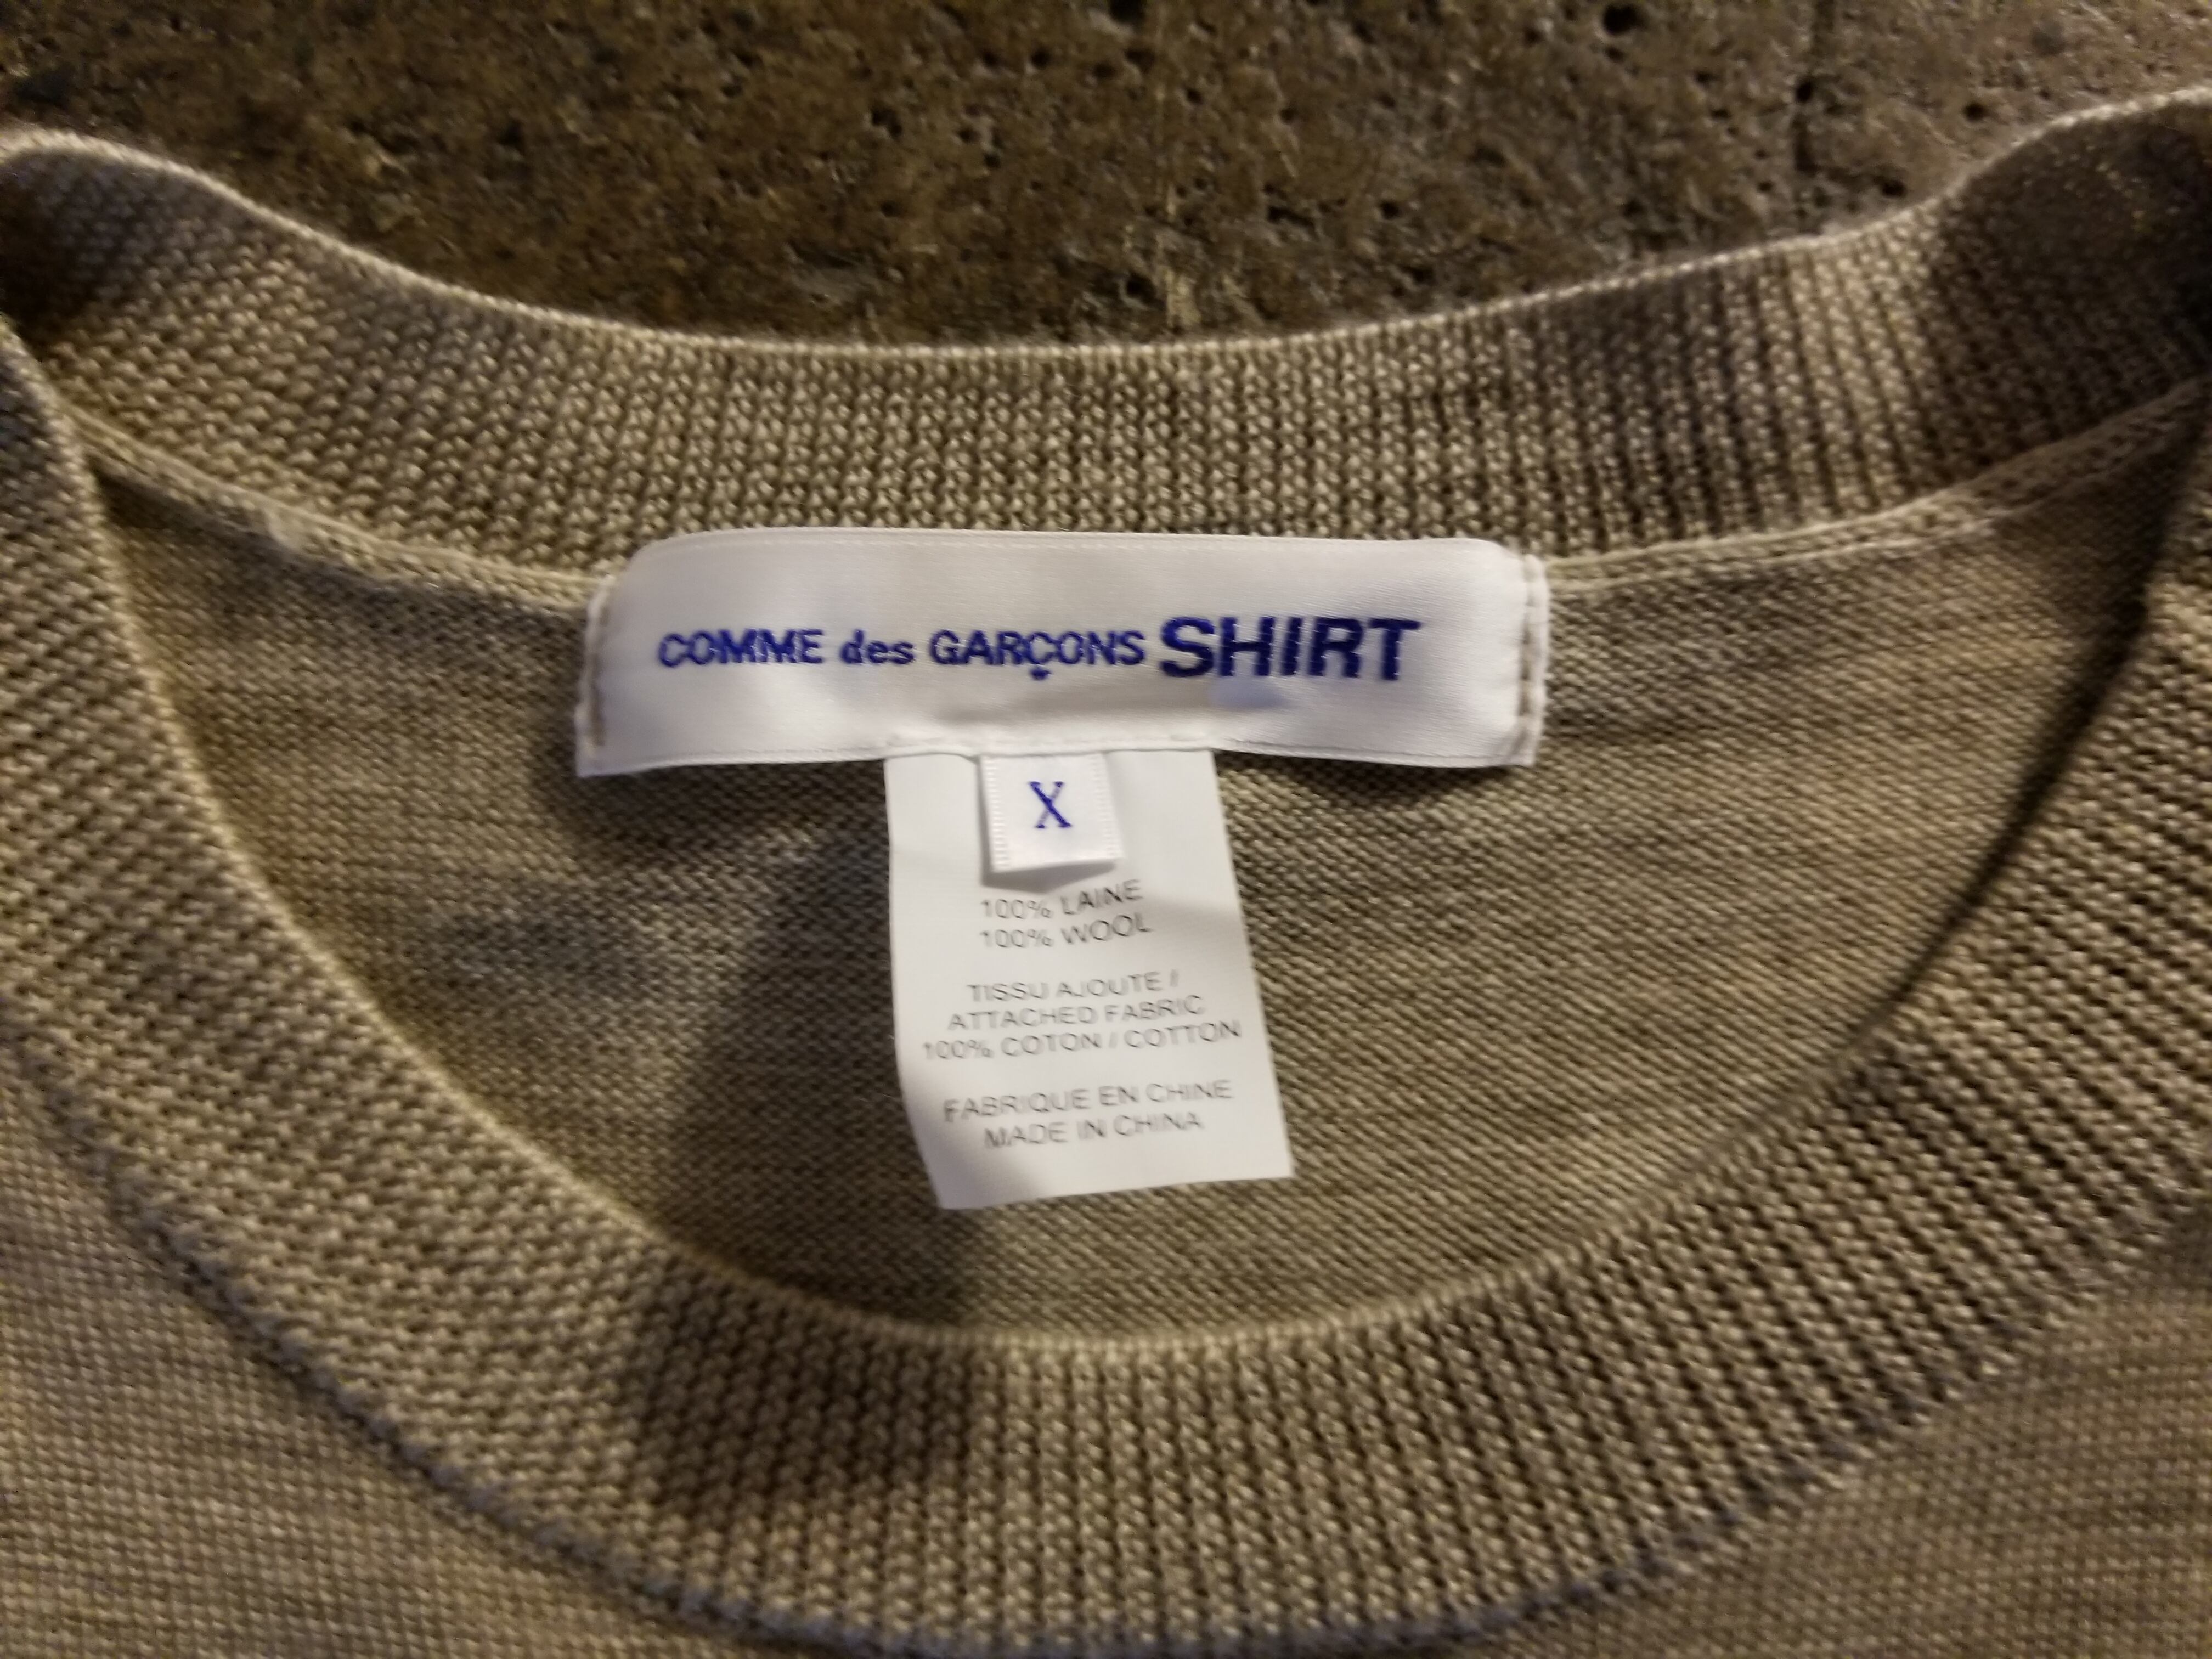 COMME des GARÇONS SHIRT
X
100% LAINE
100% WOOL
TISSU AJOUTE /
ATTACHED FABRIC
100% COTON / COTTON
FABRIQUE EN CHINE
MADE IN CHINA